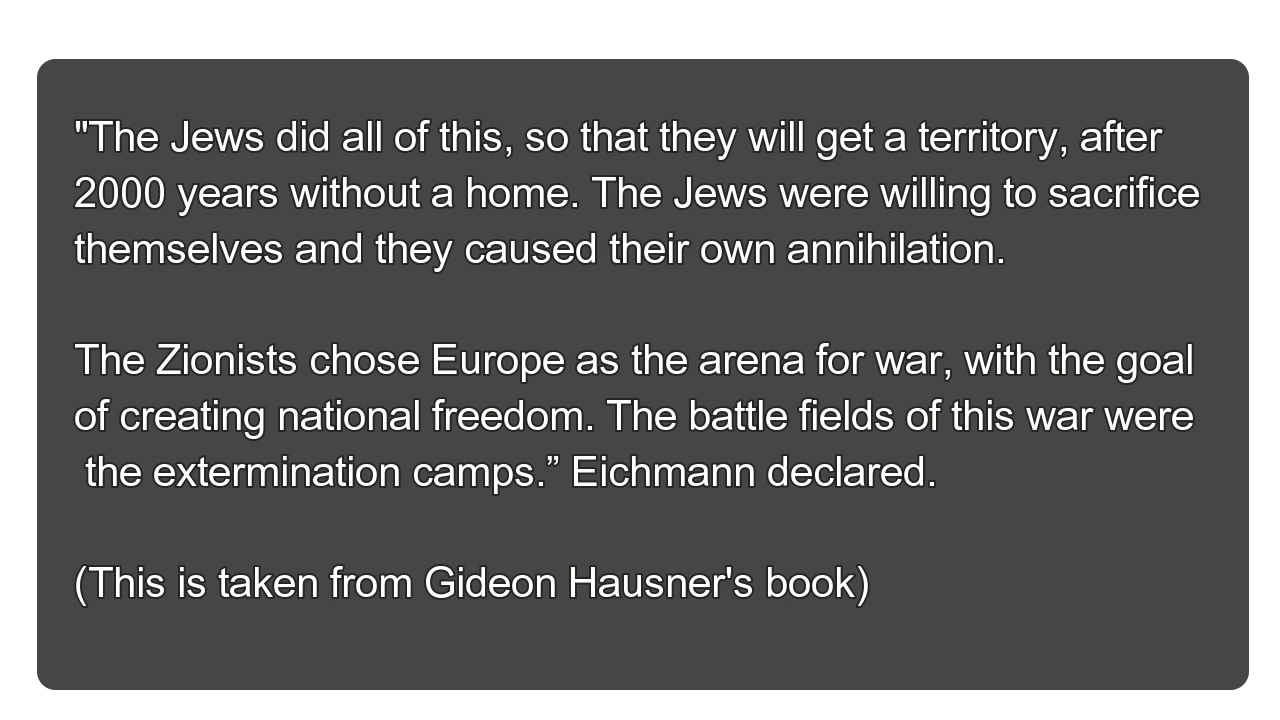 "The Jews did all of this, so that they will get a territory, after
2000 years without a home. The Jews were willing to sacrifice
themselves and they caused their own annihilation.
The Zionists chose Europe as the arena for war, with the goal
of creating national freedom. The battle fields of this war were
the extermination camps.” Eichmann declared.
(This is taken from Gideon Hausner's book)